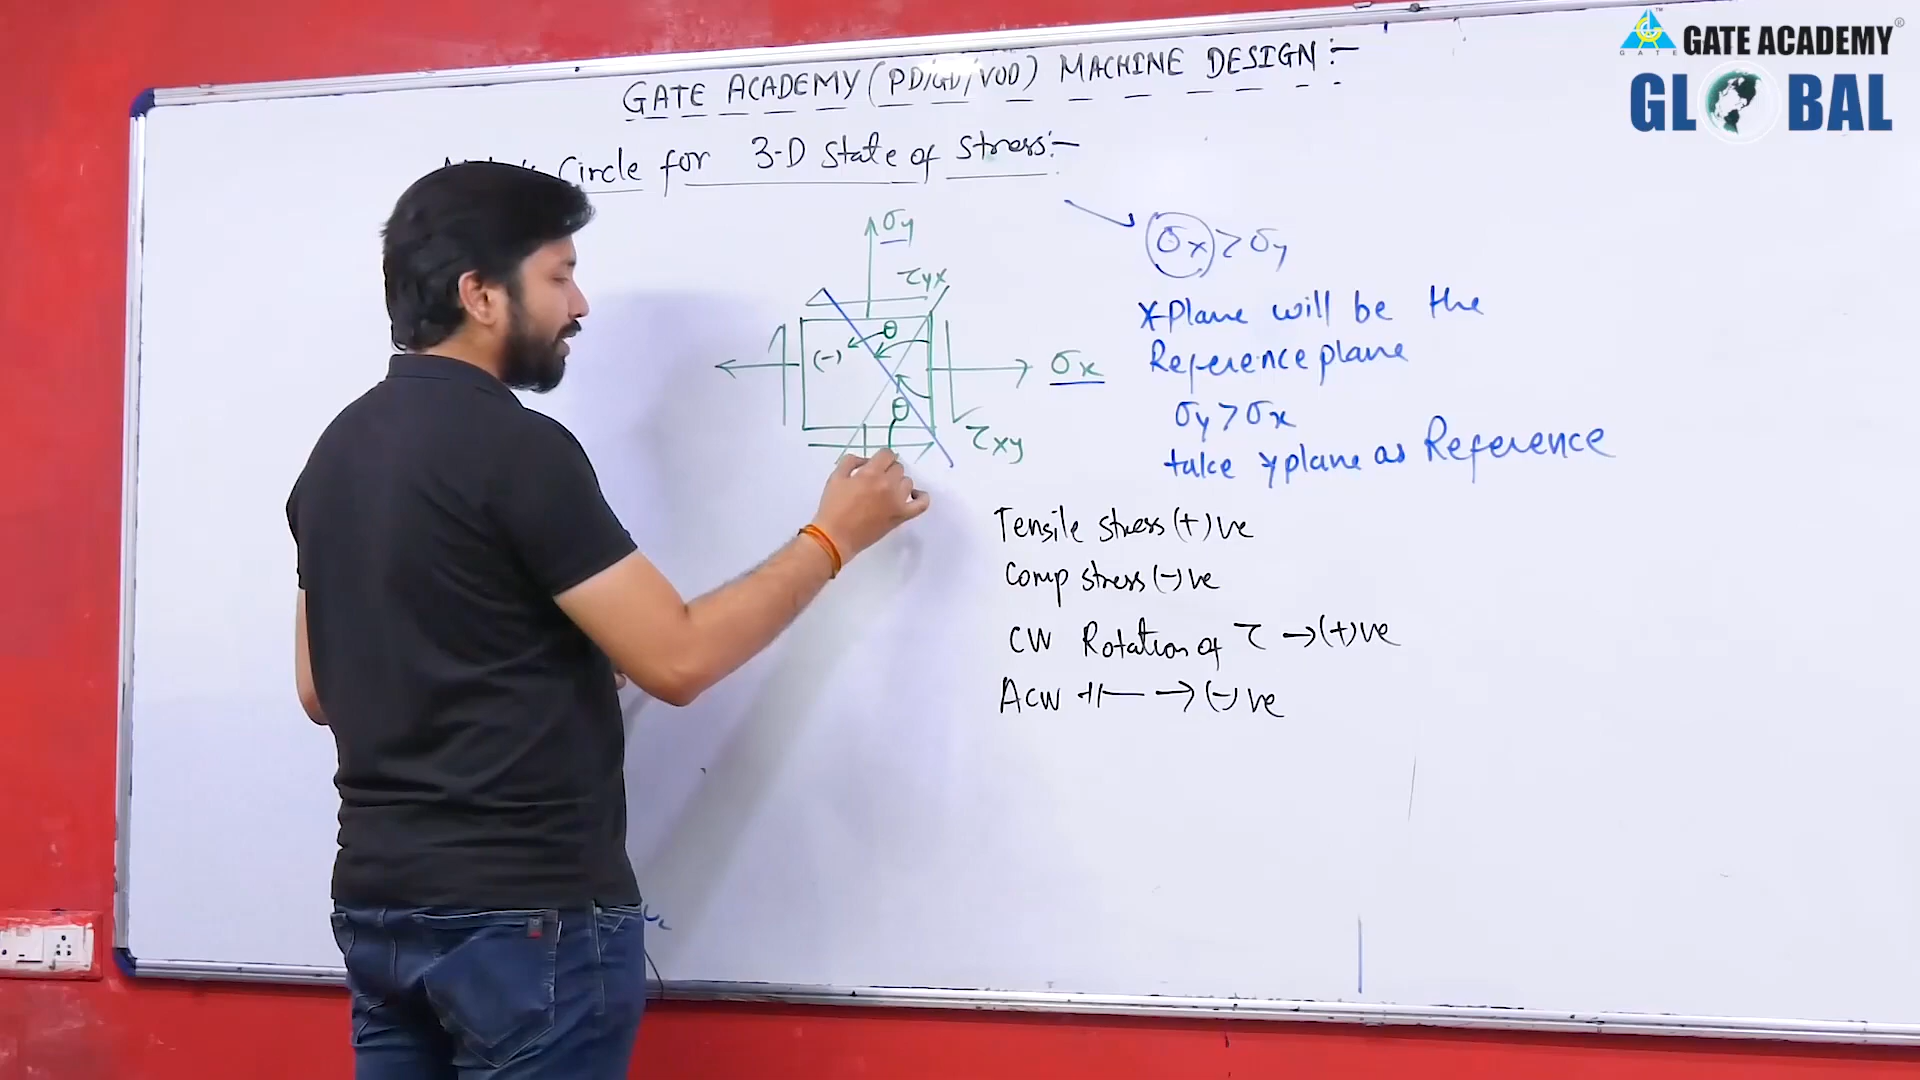 GATE ACADEMY
GLOBAL
GATE ACADEMY (PD/GD/VOD) MACHINE DESIGN:-
Circle for 3-D State of Stress:-
σy
τyx
θ
(-)
σx
θ
τxy
σx > σy
X-Plane will be the
Reference plane
σy > σx
take y plane as Reference
Tensile stress (+)ve
Comp stress (-)ve
CW Rotation of τ → (+)ve
ACW -||- → (-)ve